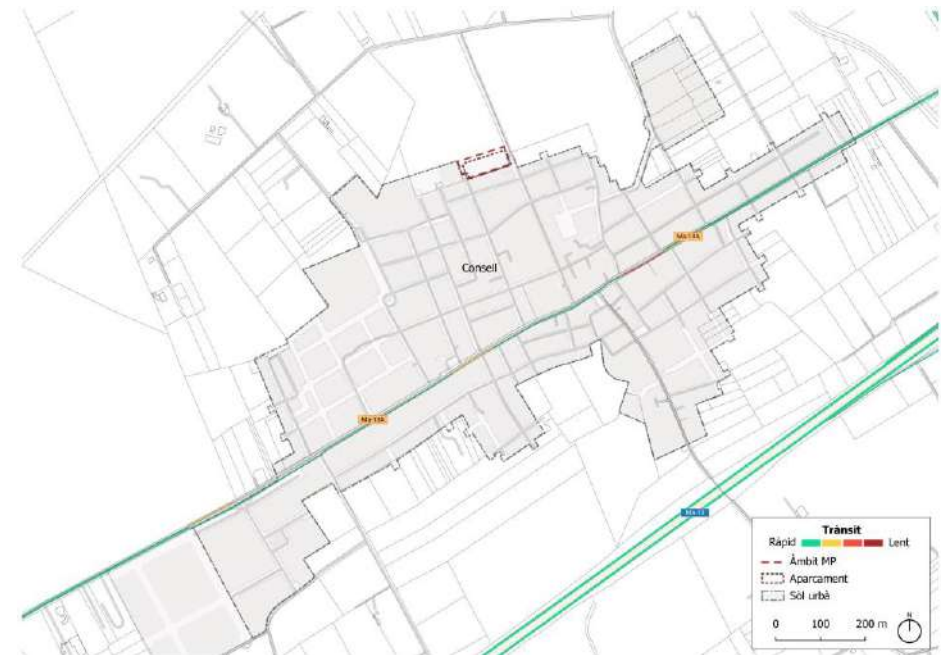 Ma-13A
Consell
Ma-13A
Ma-13
Trànsit
Ràpid Lent
Àmbit MP
Aparcament
Sòl urbà
N
0 100 200 m